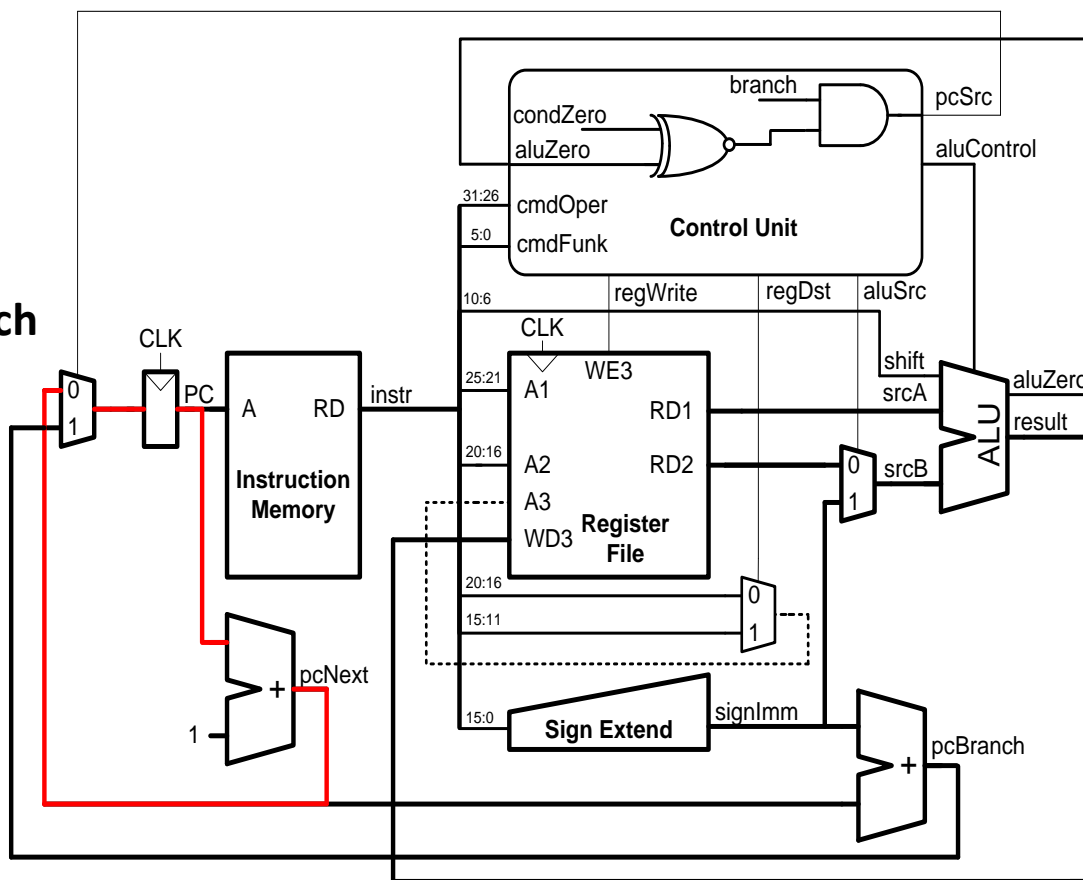 branch
pcSrc
condZero
aluZero
aluControl
31:26
cmdOper
Control Unit
5:0
cmdFunk
10:6
regWrite
regDst
aluSrc
ch
CLK
CLK
shift
WE3
0
PC
A
RD
instr
25:21
A1
RD1
srcA
aluZero
1
result
ALU
20:16
A2
RD2
0
srcB
Instruction
Memory
A3
1
Register
File
WD3
20:16
0
15:11
1
pcNext
+
1
15:0
Sign Extend
signImm
pcBranch
+